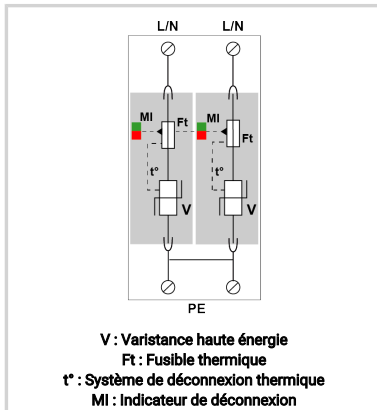 L/N L/N
MI Ft MI Ft
t° t°
V V
PE
V : Varistance haute énergie
Ft : Fusible thermique
t° : Système de déconnexion thermique
MI : Indicateur de déconnexion